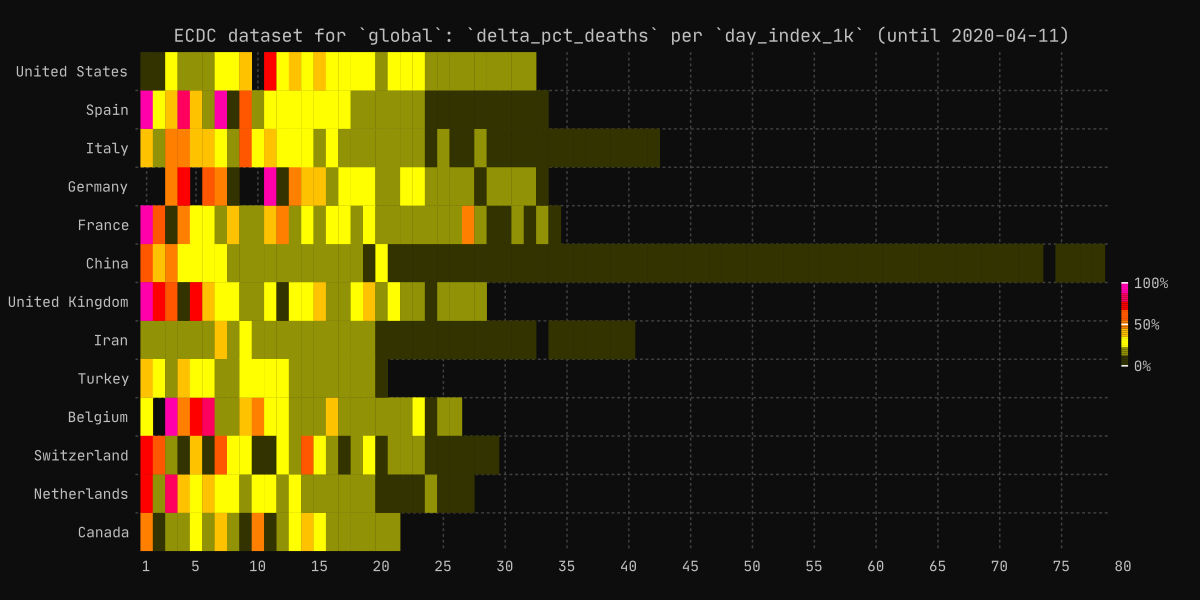 ECDC dataset for `global`: `delta_pct_deaths` per `day_index_1k` (until 2020-04-11)
United States
Spain
Italy
Germany
France
China
United Kingdom
Iran
Turkey
Belgium
Switzerland
Netherlands
Canada
100%
50%
0%
1 5 10 15 20 25 30 35 40 45 50 55 60 65 70 75 80